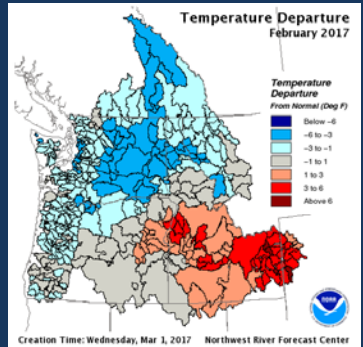 Temperature Departure
February 2017
Temperature
Departure
From Normal (Deg F)
Below -6
-6 to -3
-3 to -1
-1 to 1
1 to 3
3 to 6
Above 6
NOAA
Creation Time: Wednesday, Mar 1, 2017 Northwest River Forecast Center